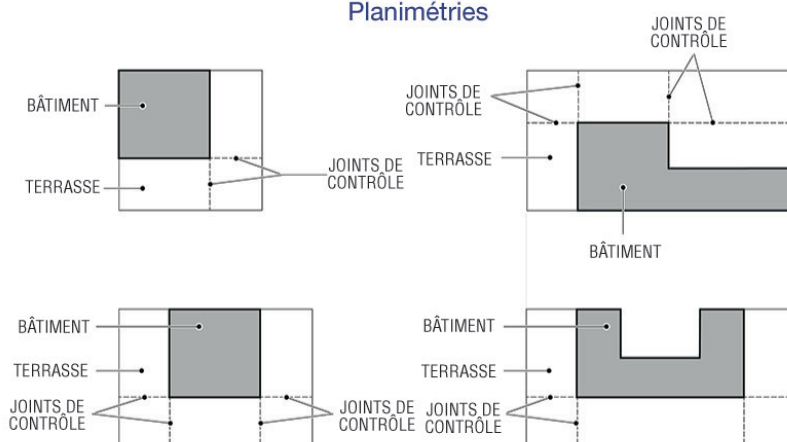 Planimétries
BÂTIMENT
TERRASSE
JOINTS DE
CONTRÔLE
JOINTS DE
CONTRÔLE
JOINTS DE
CONTRÔLE
TERRASSE
BÂTIMENT
BÂTIMENT
TERRASSE
JOINTS DE
CONTRÔLE
JOINTS DE
CONTRÔLE
BÂTIMENT
TERRASSE
JOINTS DE
CONTRÔLE